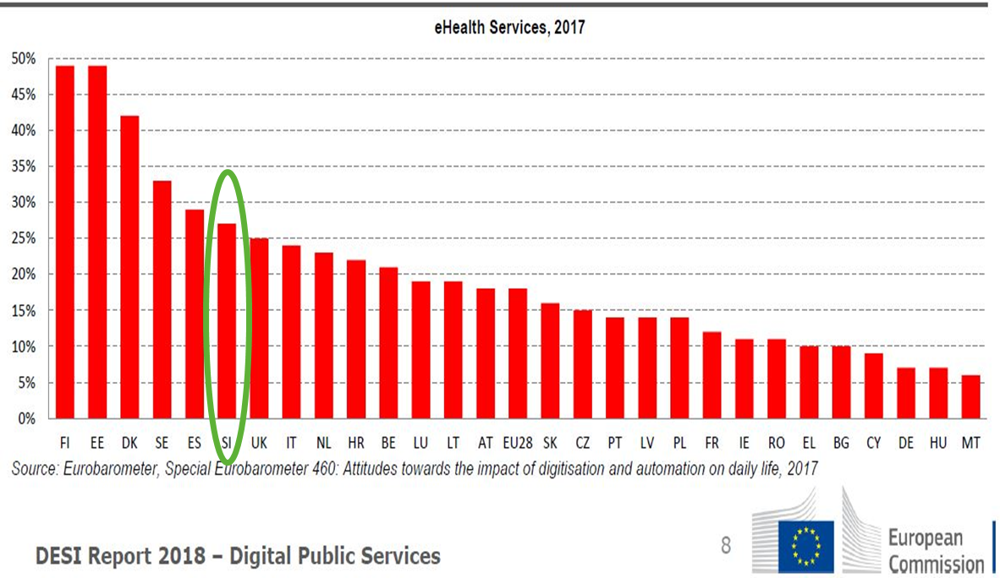 eHealth Services, 2017
50%
45%
40%
35%
30%
25%
20%
15%
10%
5%
0%
FI EE DK SE ES SI UK IT NL HR BE LU LT AT EU28 SK CZ PT LV PL FR IE RO EL BG CY DE HU MT
Source: Eurobarometer, Special Eurobarometer 460: Attitudes towards the impact of digitisation and automation on daily life, 2017
DESI Report 2018 – Digital Public Services
8
European
Commission